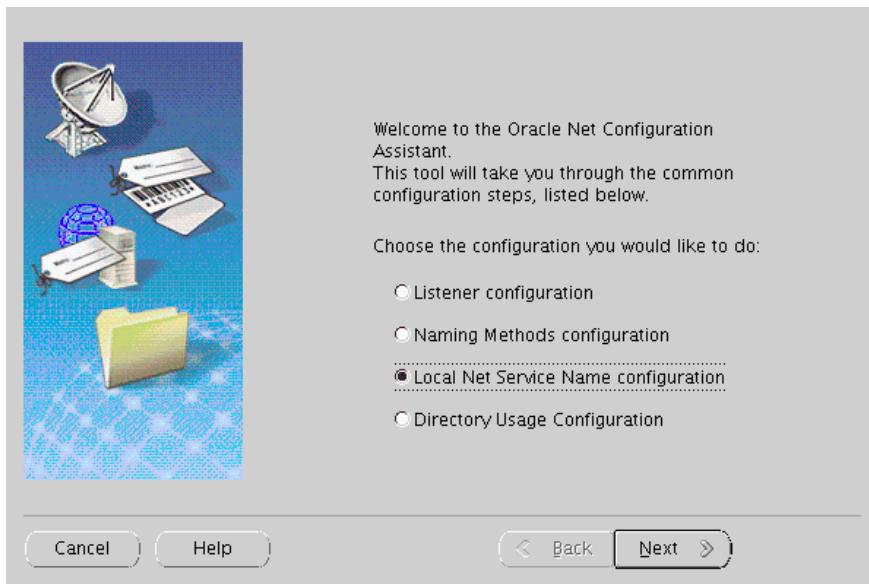 Welcome to the Oracle Net Configuration
Assistant.
This tool will take you through the common
configuration steps, listed below.
Choose the configuration you would like to do:
Listener configuration
Naming Methods configuration
Local Net Service Name configuration
Directory Usage Configuration
Cancel
Help
Back
Next